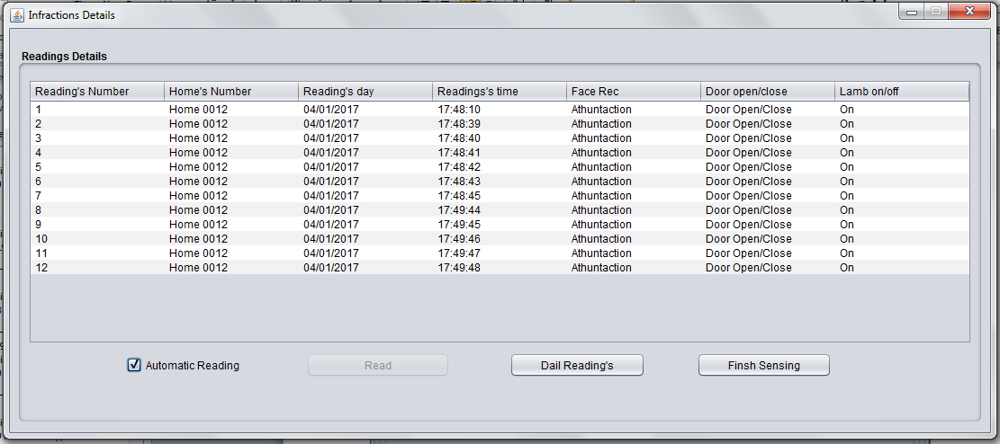 Infractions Details
Readings Details
Reading's Number Home's Number Reading's day Readings's time Face Rec Door open/close Lamb on/off
1 Home 0012 04/01/2017 17:48:10 Athuntaction Door Open/Close On
2 Home 0012 04/01/2017 17:48:39 Athuntaction Door Open/Close On
3 Home 0012 04/01/2017 17:48:40 Athuntaction Door Open/Close On
4 Home 0012 04/01/2017 17:48:41 Athuntaction Door Open/Close On
5 Home 0012 04/01/2017 17:48:42 Athuntaction Door Open/Close On
6 Home 0012 04/01/2017 17:48:43 Athuntaction Door Open/Close On
7 Home 0012 04/01/2017 17:48:45 Athuntaction Door Open/Close On
8 Home 0012 04/01/2017 17:49:44 Athuntaction Door Open/Close On
9 Home 0012 04/01/2017 17:49:45 Athuntaction Door Open/Close On
10 Home 0012 04/01/2017 17:49:46 Athuntaction Door Open/Close On
11 Home 0012 04/01/2017 17:49:47 Athuntaction Door Open/Close On
12 Home 0012 04/01/2017 17:49:48 Athuntaction Door Open/Close On
Automatic Reading Read Dail Reading's Finsh Sensing